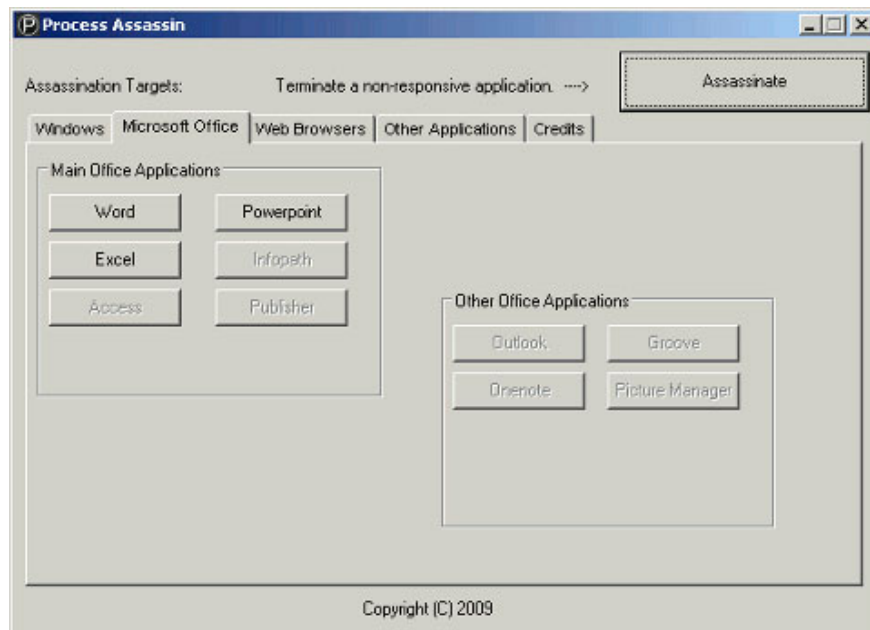 Process Assassin
Assassination Targets: Terminate a non-responsive application. ---->
Assassinate
Windows Microsoft Office Web Browsers Other Applications Credits
Main Office Applications
Word Powerpoint
Excel Infopath
Access Publisher
Other Office Applications
Outlook Groove
Onenote Picture Manager
Copyright (C) 2009